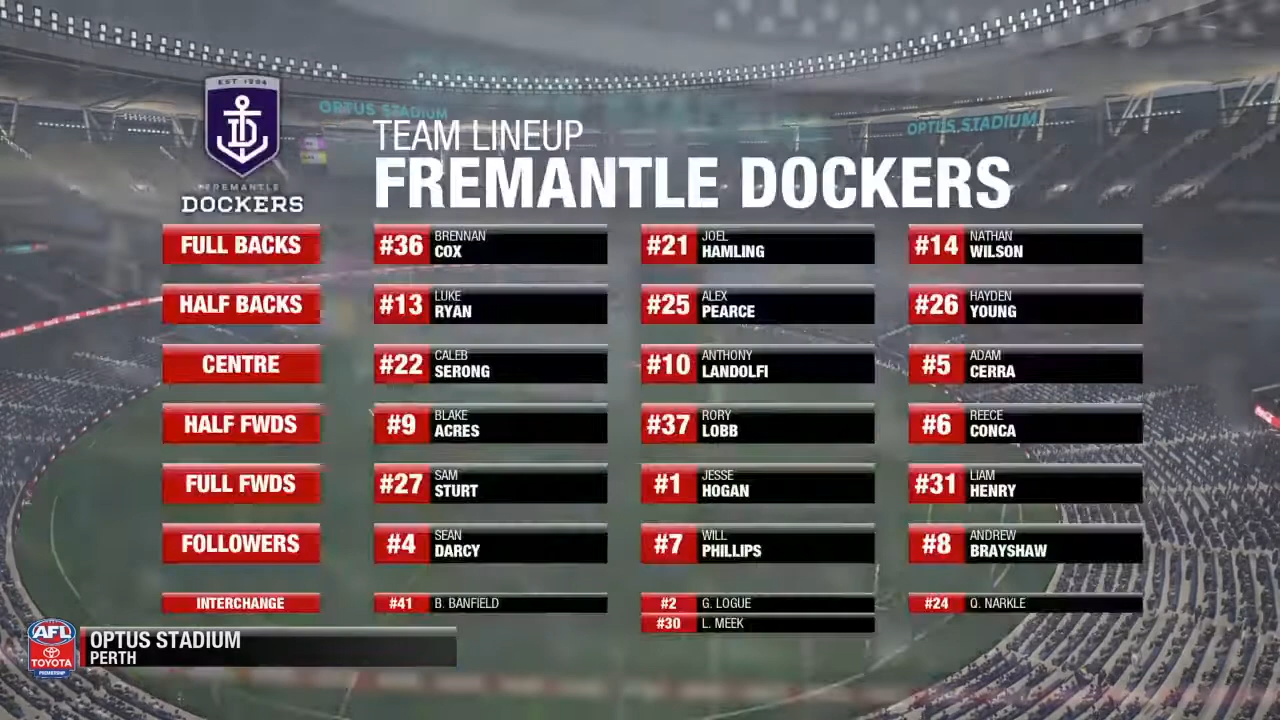 EST 1994
FREMANTLE
DOCKERS
OPTUS STADIUM
OPTUS STADIUM
TEAM LINEUP
FREMANTLE DOCKERS
FULL BACKS #36 BRENNAN COX #21 JOEL HAMLING #14 NATHAN WILSON
HALF BACKS #13 LUKE RYAN #25 ALEX PEARCE #26 HAYDEN YOUNG
CENTRE #22 CALEB SERONG #10 ANTHONY LANDOLFI #5 ADAM CERRA
HALF FWDS #9 BLAKE ACRES #37 RORY LOBB #6 REECE CONCA
FULL FWDS #27 SAM STURT #1 JESSE HOGAN #31 LIAM HENRY
FOLLOWERS #4 SEAN DARCY #7 WILL PHILLIPS #8 ANDREW BRAYSHAW
INTERCHANGE #41 B. BANFIELD #2 G. LOGUE #24 Q. NARKLE
#30 L. MEEK
AFL
TOYOTA
PREMIERSHIP
OPTUS STADIUM
PERTH